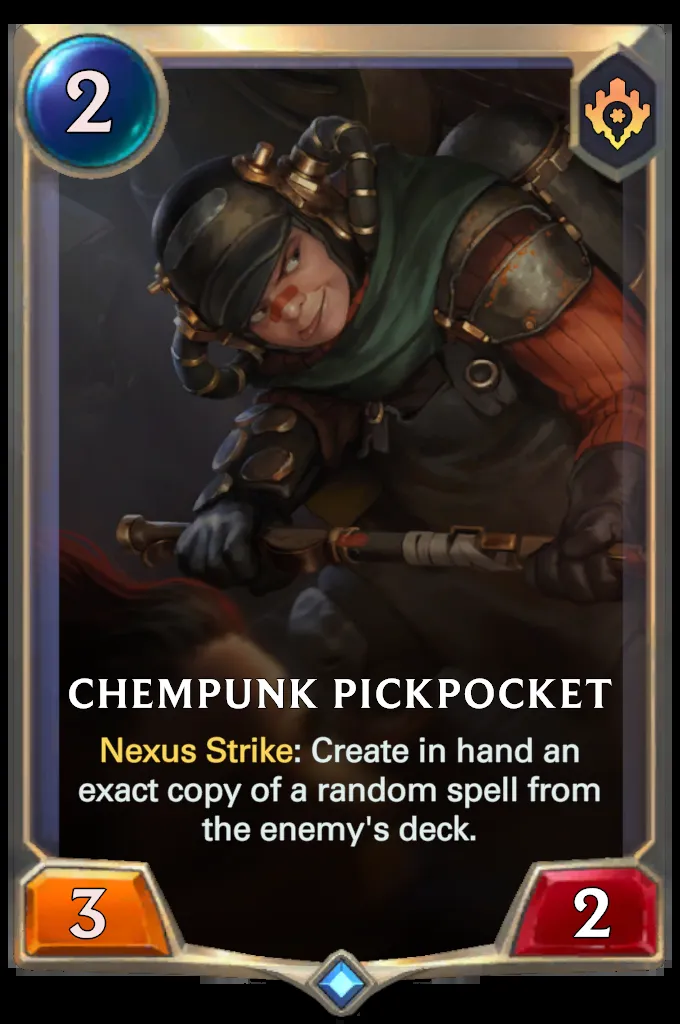 2
CHEMPUNK PICKPOCKET
Nexus Strike: Create in hand an
exact copy of a random spell from
the enemy's deck.
3
2